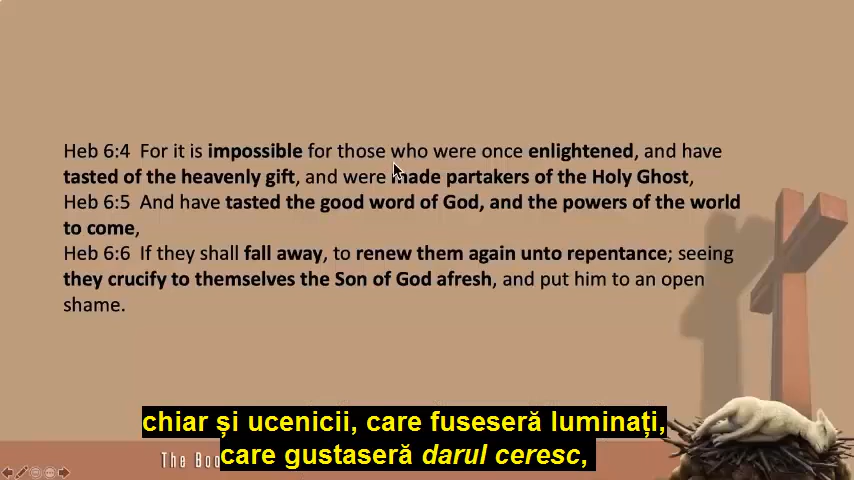 Heb 6:4  For it is impossible for those who were once enlightened, and have
tasted of the heavenly gift, and were made partakers of the Holy Ghost,
Heb 6:5  And have tasted the good word of God, and the powers of the world
to come,
Heb 6:6  If they shall fall away, to renew them again unto repentance; seeing
they crucify to themselves the Son of God afresh, and put him to an open
shame.
chiar și ucenicii, care fuseseră luminați,
care gustaseră darul ceresc,
The